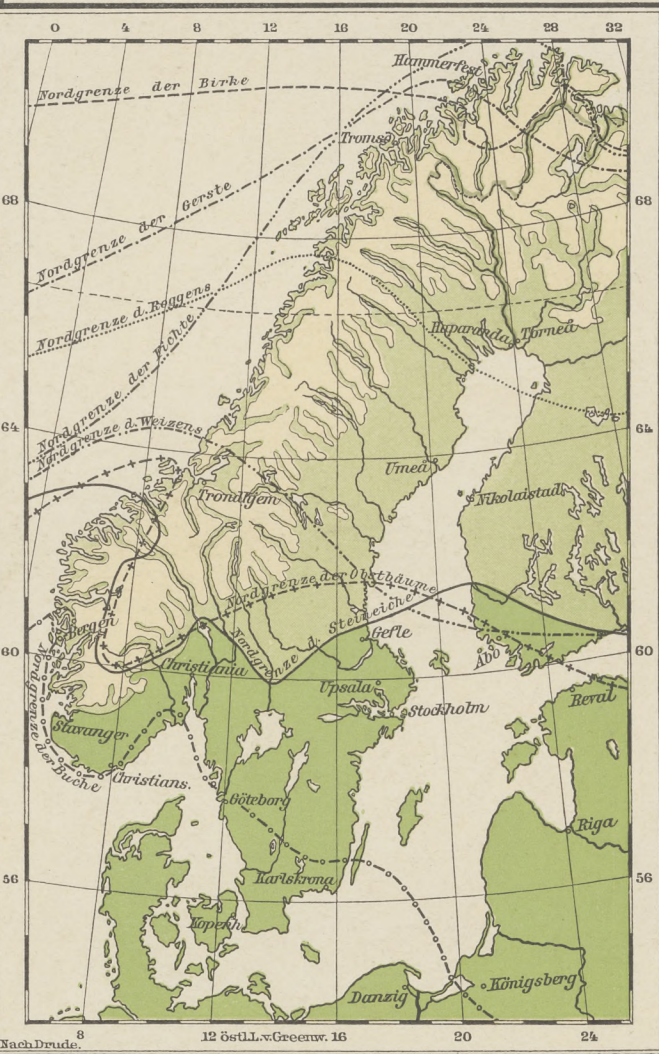 0 4 8 12 16 20 24 28 32
Hammerfest
Nordgrenze der Birke
Tromsö
68 68
Nordgrenze der Gerste
Nordgrenze d. Roggens
Haparanda Torneå
Nordgrenze der Fichte
64 64
Nordgrenze d. Weizens
Umeå
Trondhjem
Nikolaistad
Nordgrenze der Obstbäume
Nordgrenze d. Steineiche
Bergen
Gefle
60 60
Christiania
Åbo
Upsala
Reval
Stockholm
Stavanger
Nordgrenze der Buche
Christians.
Göteborg
Riga
56 56
Karlskrona
Kopenh.
Königsberg
Danzig
8 12 östl.L.v.Greenw. 16 20 24
Nach Drude.